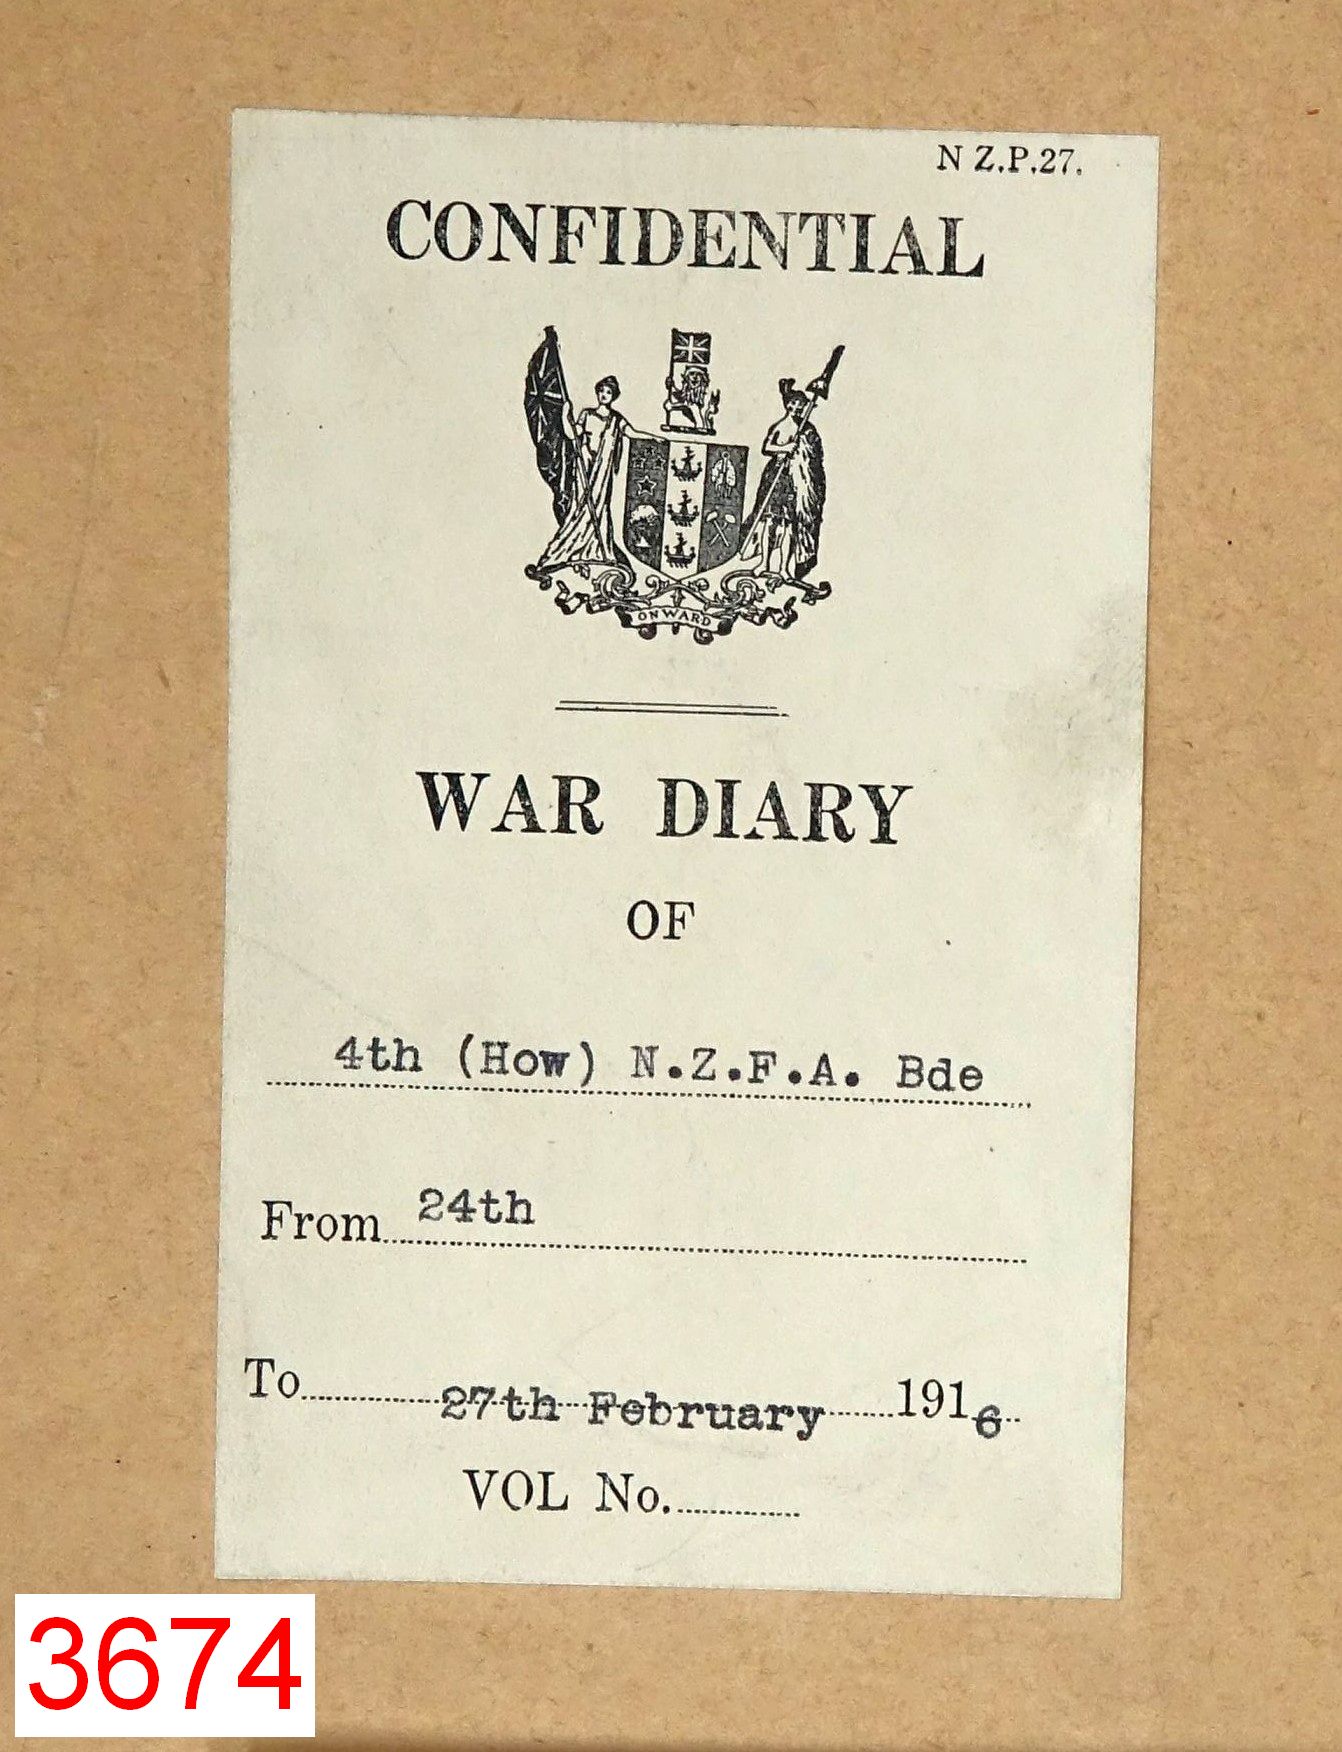 N Z.P.27.
CONFIDENTIAL
ONWARD
WAR DIARY
OF
4th (How) N.Z.F.A. Bde
From 24th
To 27th February 1916
VOL No.
3674